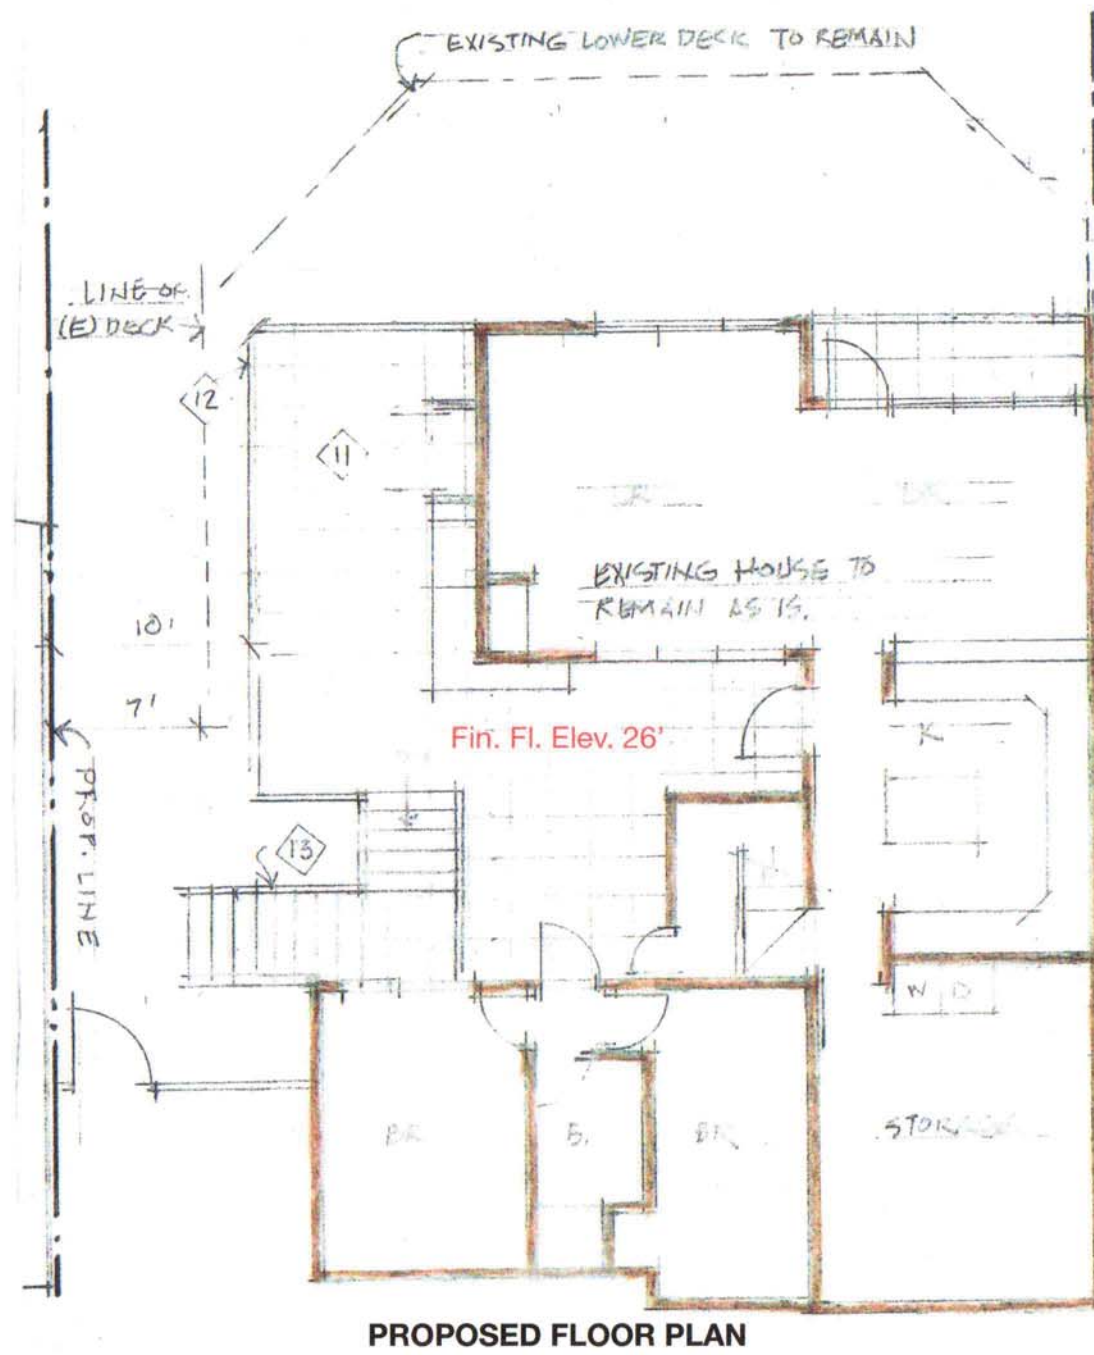 EXISTING LOWER DECK TO REMAIN
LINE OF
(E) DECK
12
11
EXISTING HOUSE TO
REMAIN AS IS.
10'
7'
Fin. Fl. Elev. 26'
K
PROP. LINE
13
W D
BR
B.
BR
STORAGE
PROPOSED FLOOR PLAN